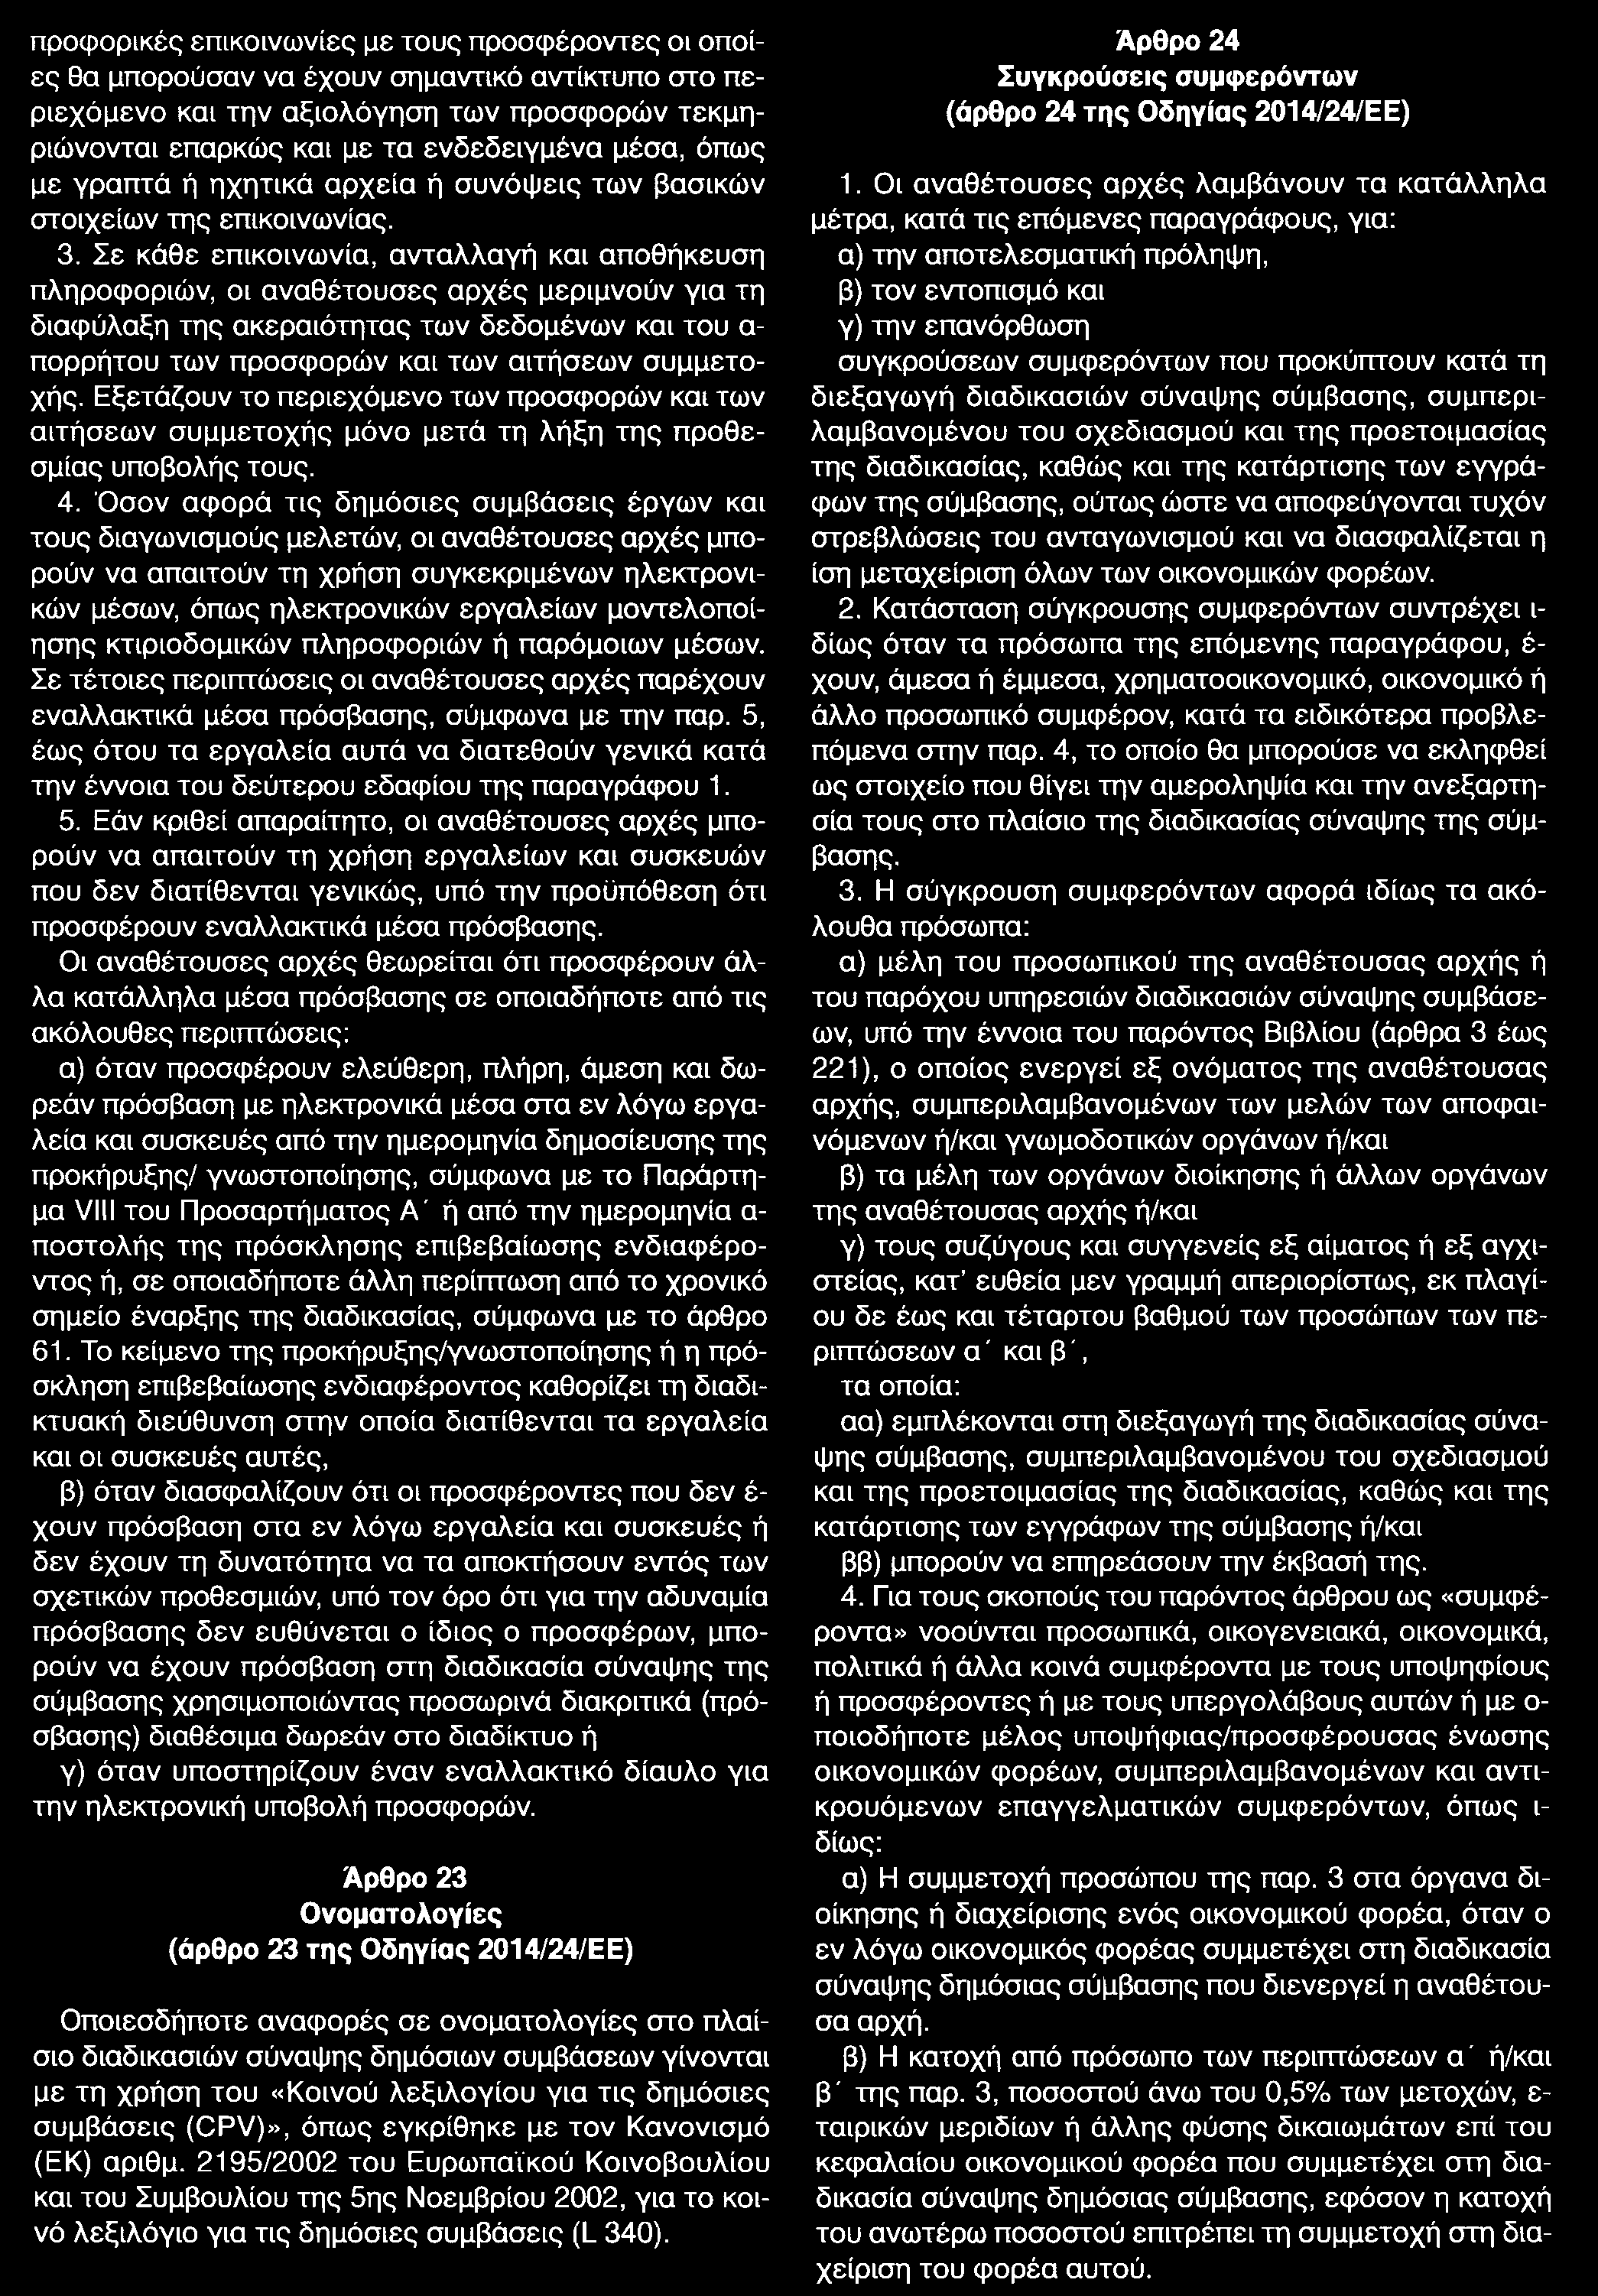 προφορικές επικοινωνίες με τους προσφέροντες οι οποί-
ες θα μπορούσαν να έχουν σημαντικό αντίκτυπο στο πε-
ριεχόμενο και την αξιολόγηση των προσφορών τεκμη-
ριώνονται επαρκώς και με τα ενδεδειγμένα μέσα, όπως
με γραπτά ή ηχητικά αρχεία ή συνόψεις των βασικών
στοιχείων της επικοινωνίας.
3. Σε κάθε επικοινωνία, ανταλλαγή και αποθήκευση
πληροφοριών, οι αναθέτουσες αρχές μεριμνούν για τη
διαφύλαξη της ακεραιότητας των δεδομένων και του α-
πορρήτου των προσφορών και των αιτήσεων συμμετο-
χής. Εξετάζουν το περιεχόμενο των προσφορών και των
αιτήσεων συμμετοχής μόνο μετά τη λήξη της προθε-
σμίας υποβολής τους.
4. Όσον αφορά τις δημόσιες συμβάσεις έργων και
τους διαγωνισμούς μελετών, οι αναθέτουσες αρχές μπο-
ρούν να απαιτούν τη χρήση συγκεκριμένων ηλεκτρονι-
κών μέσων, όπως ηλεκτρονικών εργαλείων μοντελοποί-
ησης κτιριοδομικών πληροφοριών ή παρόμοιων μέσων.
Σε τέτοιες περιπτώσεις οι αναθέτουσες αρχές παρέχουν
εναλλακτικά μέσα πρόσβασης, σύμφωνα με την παρ. 5,
έως ότου τα εργαλεία αυτά να διατεθούν γενικά κατά
την έννοια του δεύτερου εδαφίου της παραγράφου 1.
5. Εάν κριθεί απαραίτητο, οι αναθέτουσες αρχές μπο-
ρούν να απαιτούν τη χρήση εργαλείων και συσκευών
που δεν διατίθενται γενικώς, υπό την προϋπόθεση ότι
προσφέρουν εναλλακτικά μέσα πρόσβασης.
Οι αναθέτουσες αρχές θεωρείται ότι προσφέρουν άλ-
λα κατάλληλα μέσα πρόσβασης σε οποιαδήποτε από τις
ακόλουθες περιπτώσεις:
α) όταν προσφέρουν ελεύθερη, πλήρη, άμεση και δω-
ρεάν πρόσβαση με ηλεκτρονικά μέσα στα εν λόγω εργα-
λεία και συσκευές από την ημερομηνία δημοσίευσης της
προκήρυξης/ γνωστοποίησης, σύμφωνα με το Παράρτη-
μα VIII του Προσαρτήματος Α΄ ή από την ημερομηνία α-
ποστολής της πρόσκλησης επιβεβαίωσης ενδιαφέρο-
ντος ή, σε οποιαδήποτε άλλη περίπτωση από το χρονικό
σημείο έναρξης της διαδικασίας, σύμφωνα με το άρθρο
61. Το κείμενο της προκήρυξης/γνωστοποίησης ή η πρό-
σκληση επιβεβαίωσης ενδιαφέροντος καθορίζει τη διαδι-
κτυακή διεύθυνση στην οποία διατίθενται τα εργαλεία
και οι συσκευές αυτές,
β) όταν διασφαλίζουν ότι οι προσφέροντες που δεν έ-
χουν πρόσβαση στα εν λόγω εργαλεία και συσκευές ή
δεν έχουν τη δυνατότητα να τα αποκτήσουν εντός των
σχετικών προθεσμιών, υπό τον όρο ότι για την αδυναμία
πρόσβασης δεν ευθύνεται ο ίδιος ο προσφέρων, μπο-
ρούν να έχουν πρόσβαση στη διαδικασία σύναψης της
σύμβασης χρησιμοποιώντας προσωρινά διακριτικά (πρό-
σβασης) διαθέσιμα δωρεάν στο διαδίκτυο ή
γ) όταν υποστηρίζουν έναν εναλλακτικό δίαυλο για
την ηλεκτρονική υποβολή προσφορών.
Άρθρο 23
Ονοματολογίες
(άρθρο 23 της Οδηγίας 2014/24/ΕΕ)
Οποιεσδήποτε αναφορές σε ονοματολογίες στο πλαί-
σιο διαδικασιών σύναψης δημόσιων συμβάσεων γίνονται
με τη χρήση του «Κοινού λεξιλογίου για τις δημόσιες
συμβάσεις (CPV)», όπως εγκρίθηκε με τον Κανονισμό
(ΕΚ) αριθμ. 2195/2002 του Ευρωπαϊκού Κοινοβουλίου
και του Συμβουλίου της 5ης Νοεμβρίου 2002, για το κοι-
νό λεξιλόγιο για τις δημόσιες συμβάσεις (L 340).
Άρθρο 24
Συγκρούσεις συμφερόντων
(άρθρο 24 της Οδηγίας 2014/24/ΕΕ)
1. Οι αναθέτουσες αρχές λαμβάνουν τα κατάλληλα
μέτρα, κατά τις επόμενες παραγράφους, για:
α) την αποτελεσματική πρόληψη,
β) τον εντοπισμό και
γ) την επανόρθωση
συγκρούσεων συμφερόντων που προκύπτουν κατά τη
διεξαγωγή διαδικασιών σύναψης σύμβασης, συμπερι-
λαμβανομένου του σχεδιασμού και της προετοιμασίας
της διαδικασίας, καθώς και της κατάρτισης των εγγρά-
φων της σύμβασης, ούτως ώστε να αποφεύγονται τυχόν
στρεβλώσεις του ανταγωνισμού και να διασφαλίζεται η
ίση μεταχείριση όλων των οικονομικών φορέων.
2. Κατάσταση σύγκρουσης συμφερόντων συντρέχει ι-
δίως όταν τα πρόσωπα της επόμενης παραγράφου, έ-
χουν, άμεσα ή έμμεσα, χρηματοοικονομικό, οικονομικό ή
άλλο προσωπικό συμφέρον, κατά τα ειδικότερα προβλε-
πόμενα στην παρ. 4, το οποίο θα μπορούσε να εκληφθεί
ως στοιχείο που θίγει την αμεροληψία και την ανεξαρτη-
σία τους στο πλαίσιο της διαδικασίας σύναψης της σύμ-
βασης.
3. Η σύγκρουση συμφερόντων αφορά ιδίως τα ακό-
λουθα πρόσωπα:
α) μέλη του προσωπικού της αναθέτουσας αρχής ή
του παρόχου υπηρεσιών διαδικασιών σύναψης συμβάσε-
ων, υπό την έννοια του παρόντος Βιβλίου (άρθρα 3 έως
221), ο οποίος ενεργεί εξ ονόματος της αναθέτουσας
αρχής, συμπεριλαμβανομένων των μελών των αποφαι-
νόμενων ή/και γνωμοδοτικών οργάνων ή/και
β) τα μέλη των οργάνων διοίκησης ή άλλων οργάνων
της αναθέτουσας αρχής ή/και
γ) τους συζύγους και συγγενείς εξ αίματος ή εξ αγχι-
στείας, κατ’ ευθεία μεν γραμμή απεριορίστως, εκ πλαγί-
ου δε έως και τέταρτου βαθμού των προσώπων των πε-
ριπτώσεων α΄ και β΄,
τα οποία:
αα) εμπλέκονται στη διεξαγωγή της διαδικασίας σύνα-
ψης σύμβασης, συμπεριλαμβανομένου του σχεδιασμού
και της προετοιμασίας της διαδικασίας, καθώς και της
κατάρτισης των εγγράφων της σύμβασης ή/και
ββ) μπορούν να επηρεάσουν την έκβασή της.
4. Για τους σκοπούς του παρόντος άρθρου ως «συμφέ-
ροντα» νοούνται προσωπικά, οικογενειακά, οικονομικά,
πολιτικά ή άλλα κοινά συμφέροντα με τους υποψηφίους
ή προσφέροντες ή με τους υπεργολάβους αυτών ή με ο-
ποιοδήποτε μέλος υποψήφιας/προσφέρουσας ένωσης
οικονομικών φορέων, συμπεριλαμβανομένων και αντι-
κρουόμενων επαγγελματικών συμφερόντων, όπως ι-
δίως:
α) Η συμμετοχή προσώπου της παρ. 3 στα όργανα δι-
οίκησης ή διαχείρισης ενός οικονομικού φορέα, όταν ο
εν λόγω οικονομικός φορέας συμμετέχει στη διαδικασία
σύναψης δημόσιας σύμβασης που διενεργεί η αναθέτου-
σα αρχή.
β) Η κατοχή από πρόσωπο των περιπτώσεων α΄ ή/και
β΄ της παρ. 3, ποσοστού άνω του 0,5% των μετοχών, ε-
ταιρικών μεριδίων ή άλλης φύσης δικαιωμάτων επί του
κεφαλαίου οικονομικού φορέα που συμμετέχει στη δια-
δικασία σύναψης δημόσιας σύμβασης, εφόσον η κατοχή
του ανωτέρω ποσοστού επιτρέπει τη συμμετοχή στη δια-
χείριση του φορέα αυτού.